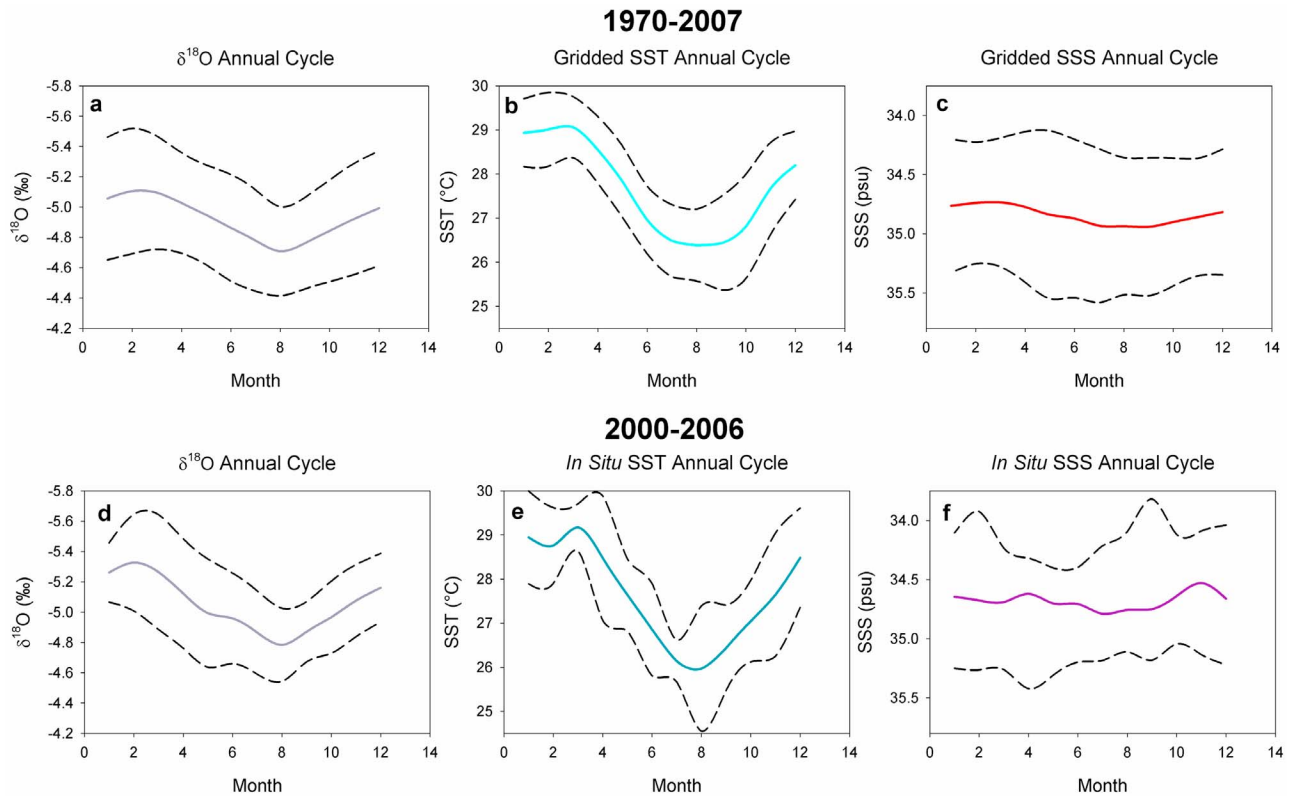 1970-2007
δ¹⁸O Annual Cycle
Gridded SST Annual Cycle
Gridded SSS Annual Cycle
a
-5.8
-5.6
-5.4
-5.2
-5.0
-4.8
-4.6
-4.4
-4.2
δ¹⁸O (‰)
0 2 4 6 8 10 12 14
Month
b
30
29
28
27
26
25
SST (°C)
0 2 4 6 8 10 12 14
Month
c
34.0
34.5
35.0
35.5
SSS (psu)
0 2 4 6 8 10 12 14
Month
2000-2006
δ¹⁸O Annual Cycle
In Situ SST Annual Cycle
In Situ SSS Annual Cycle
d
-5.8
-5.6
-5.4
-5.2
-5.0
-4.8
-4.6
-4.4
-4.2
δ¹⁸O (‰)
0 2 4 6 8 10 12 14
Month
e
30
29
28
27
26
25
SST (°C)
0 2 4 6 8 10 12 14
Month
f
34.0
34.5
35.0
35.5
SSS (psu)
0 2 4 6 8 10 12 14
Month